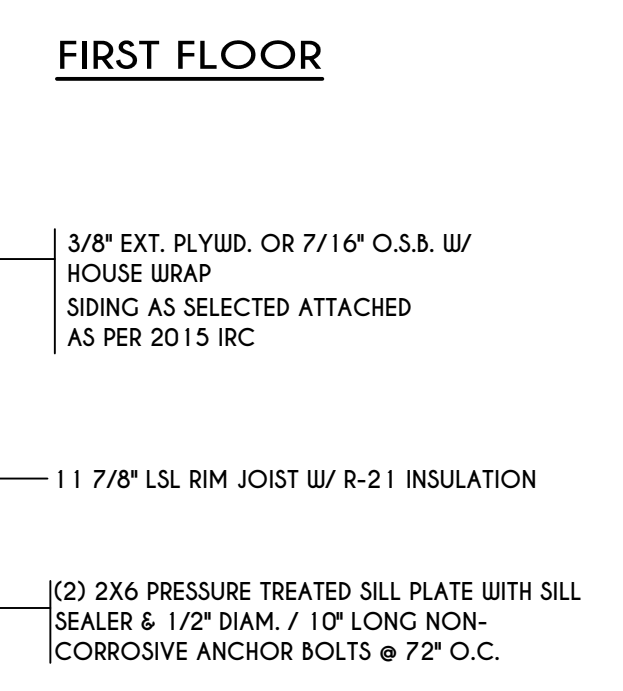 FIRST FLOOR
3/8" EXT. PLYWD. OR 7/16" O.S.B. W/
HOUSE WRAP
SIDING AS SELECTED ATTACHED
AS PER 2015 IRC
11 7/8" LSL RIM JOIST W/ R-21 INSULATION
(2) 2X6 PRESSURE TREATED SILL PLATE WITH SILL
SEALER & 1/2" DIAM. / 10" LONG NON-
CORROSIVE ANCHOR BOLTS @ 72" O.C.